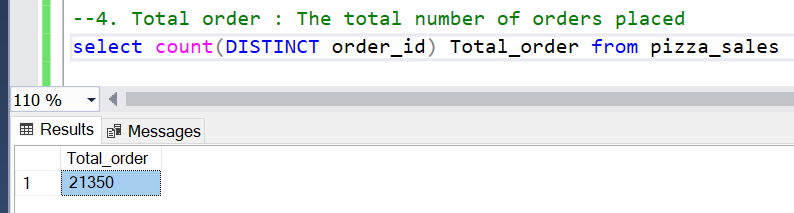 --4. Total order : The total number of orders placed
select count(DISTINCT order_id) Total_order from pizza_sales
110 %
Results Messages
Total_order
1 21350